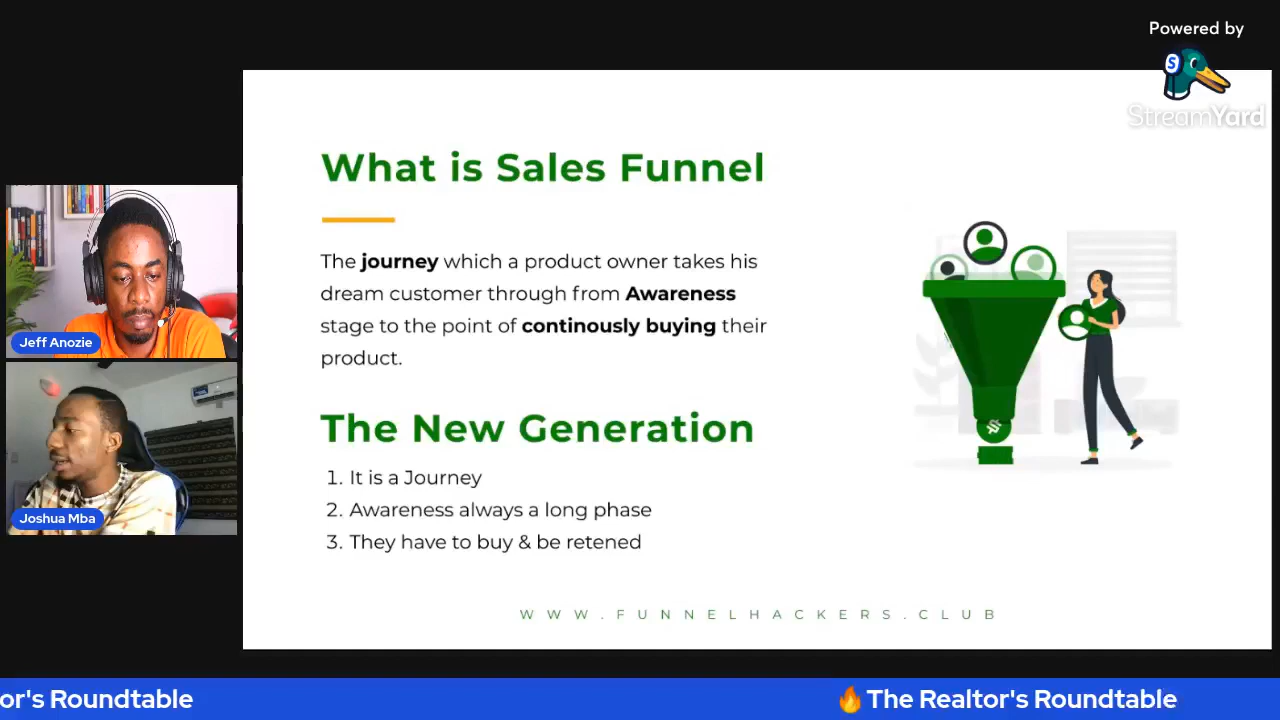 Powered by
StreamYard
What is Sales Funnel
The journey which a product owner takes his
dream customer through from Awareness
stage to the point of continously buying their
product.
The New Generation
1. It is a Journey
2. Awareness always a long phase
3. They have to buy & be retened
WWW.FUNNELHACKERS.CLUB
Jeff Anozie
Joshua Mba
or's Roundtable
🔥 The Realtor's Roundtable